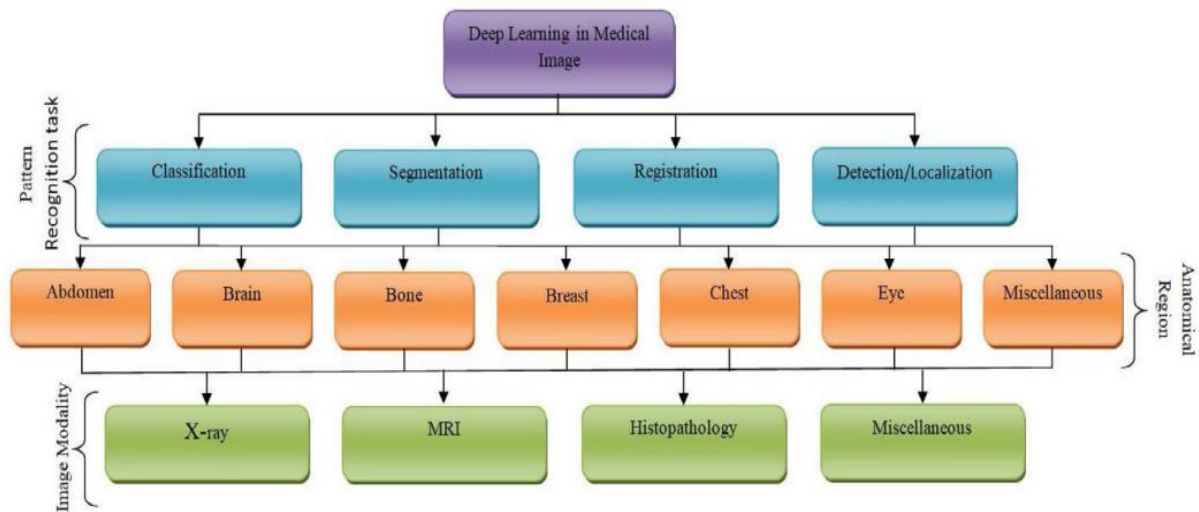 Deep Learning in Medical
Image
Pattern
Recognition task
Classification
Segmentation
Registration
Detection/Localization
Abdomen
Brain
Bone
Breast
Chest
Eye
Miscellaneous
Anatomical
Region
Image Modality
X-ray
MRI
Histopathology
Miscellaneous